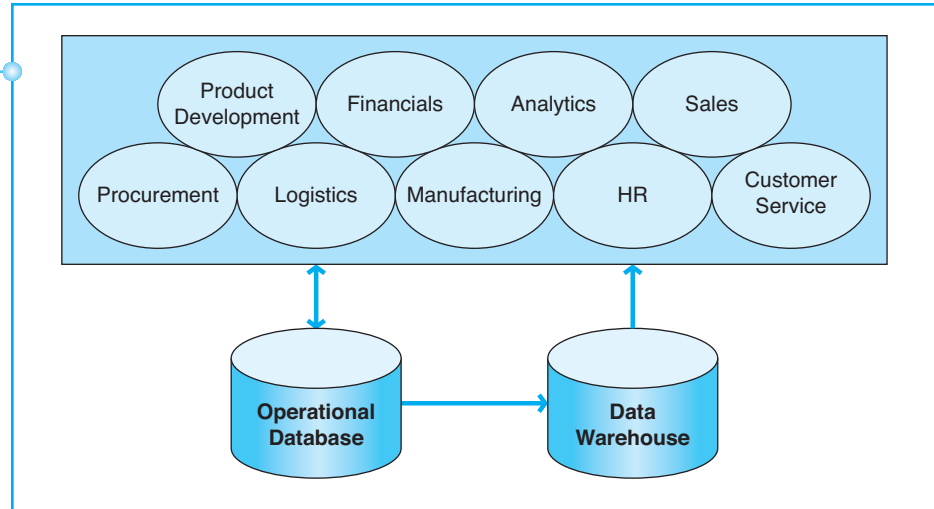 Product
Development
Financials
Analytics
Sales
Procurement
Logistics
Manufacturing
HR
Customer
Service
Operational
Database
Data
Warehouse